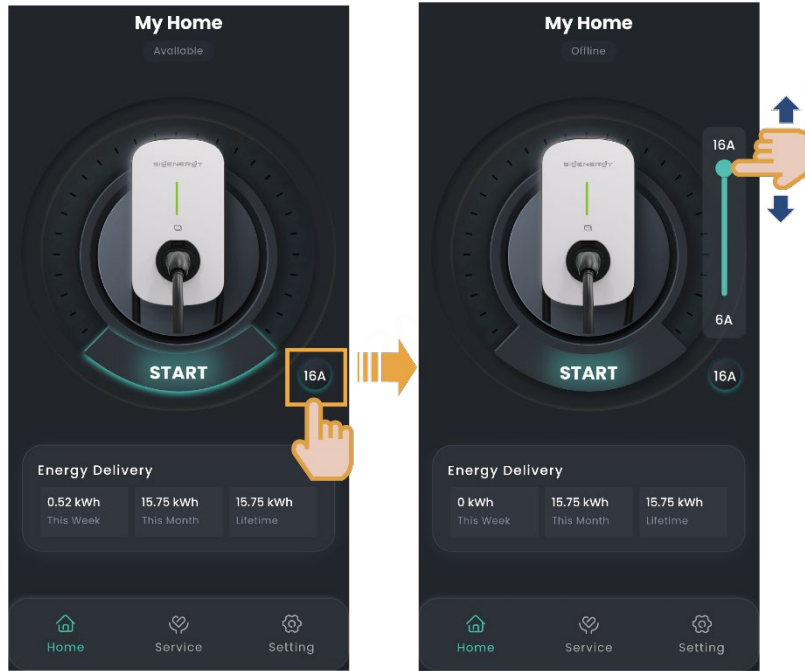 My Home
Available
SIGENERGY
START
16A
Energy Delivery
0.52 kWh
This Week
15.75 kWh
This Month
15.75 kWh
Lifetime
Home
Service
Setting
My Home
Offline
SIGENERGY
16A
6A
START
16A
Energy Delivery
0 kWh
This Week
15.75 kWh
This Month
15.75 kWh
Lifetime
Home
Service
Setting